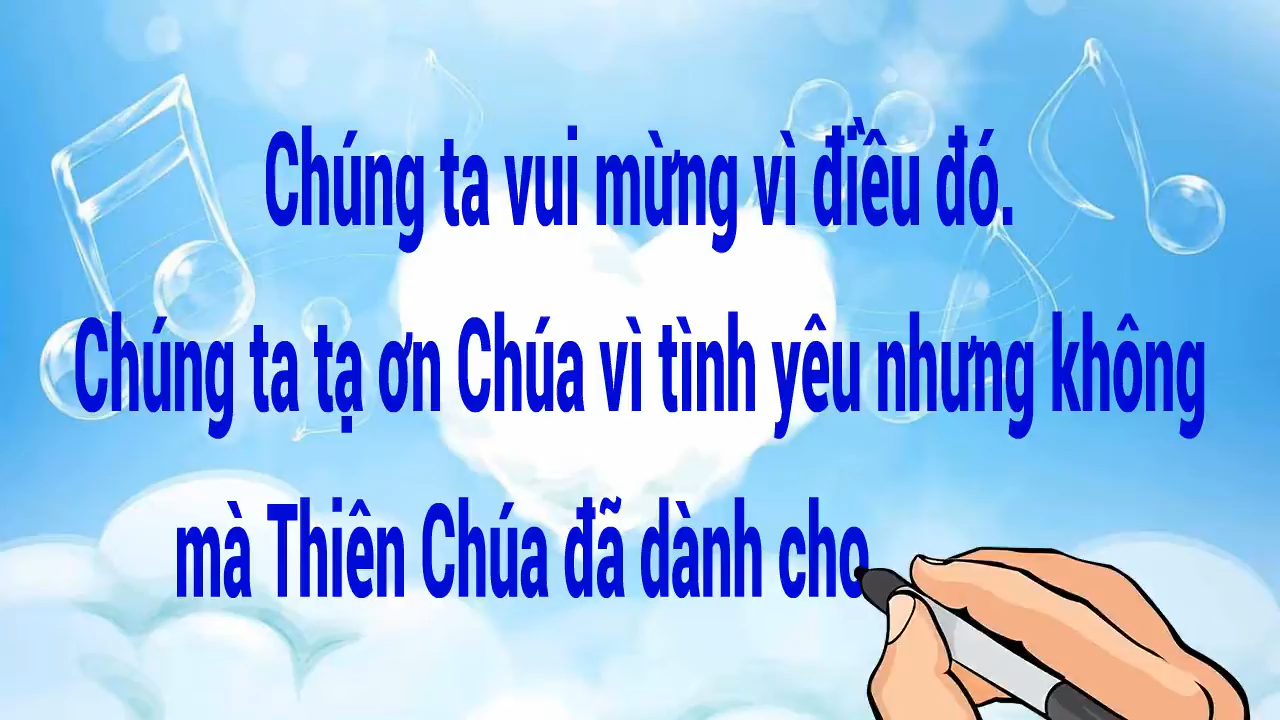 Chúng ta vui mừng vì điều đó.
Chúng ta tạ ơn Chúa vì tình yêu nhưng không
mà Thiên Chúa đã dành cho